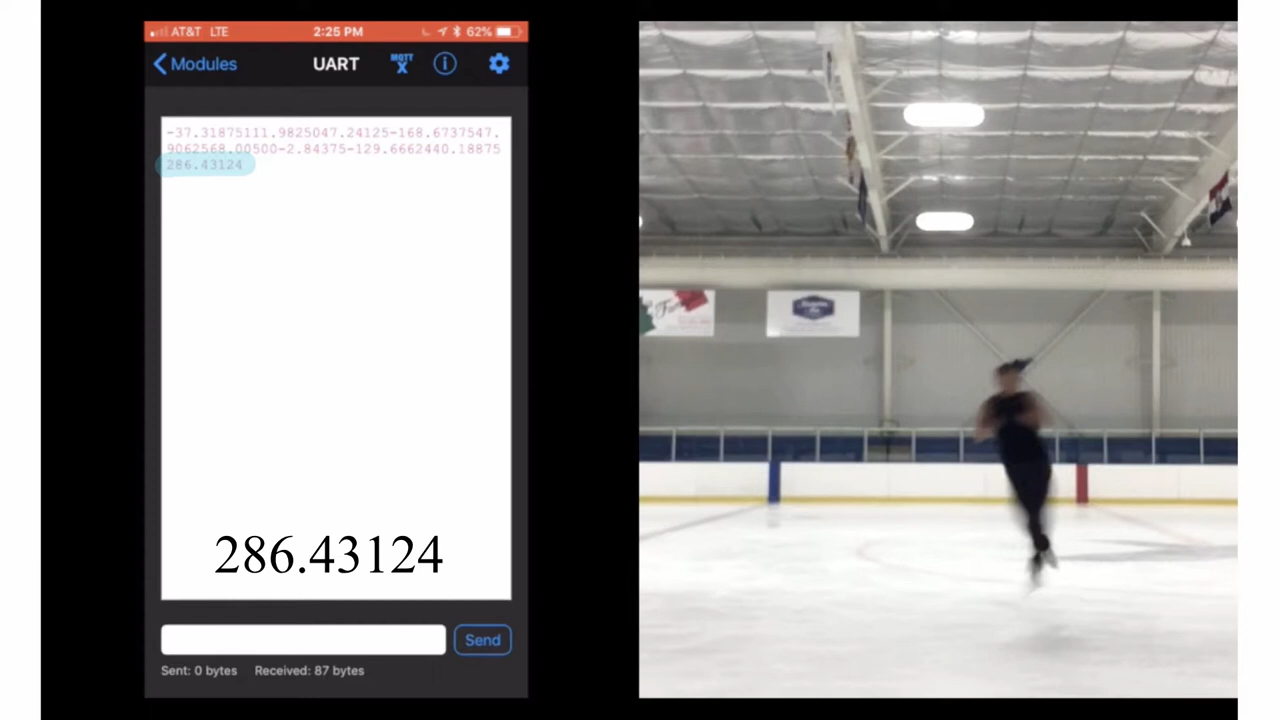 AT&T LTE 2:25 PM 62%
Modules UART MQTT
-37.31875111.9825047.24125-168.6737547.
9062568.00500-2.84375-129.6662440.18875
286.43124
286.43124
Send
Sent: 0 bytes Received: 87 bytes